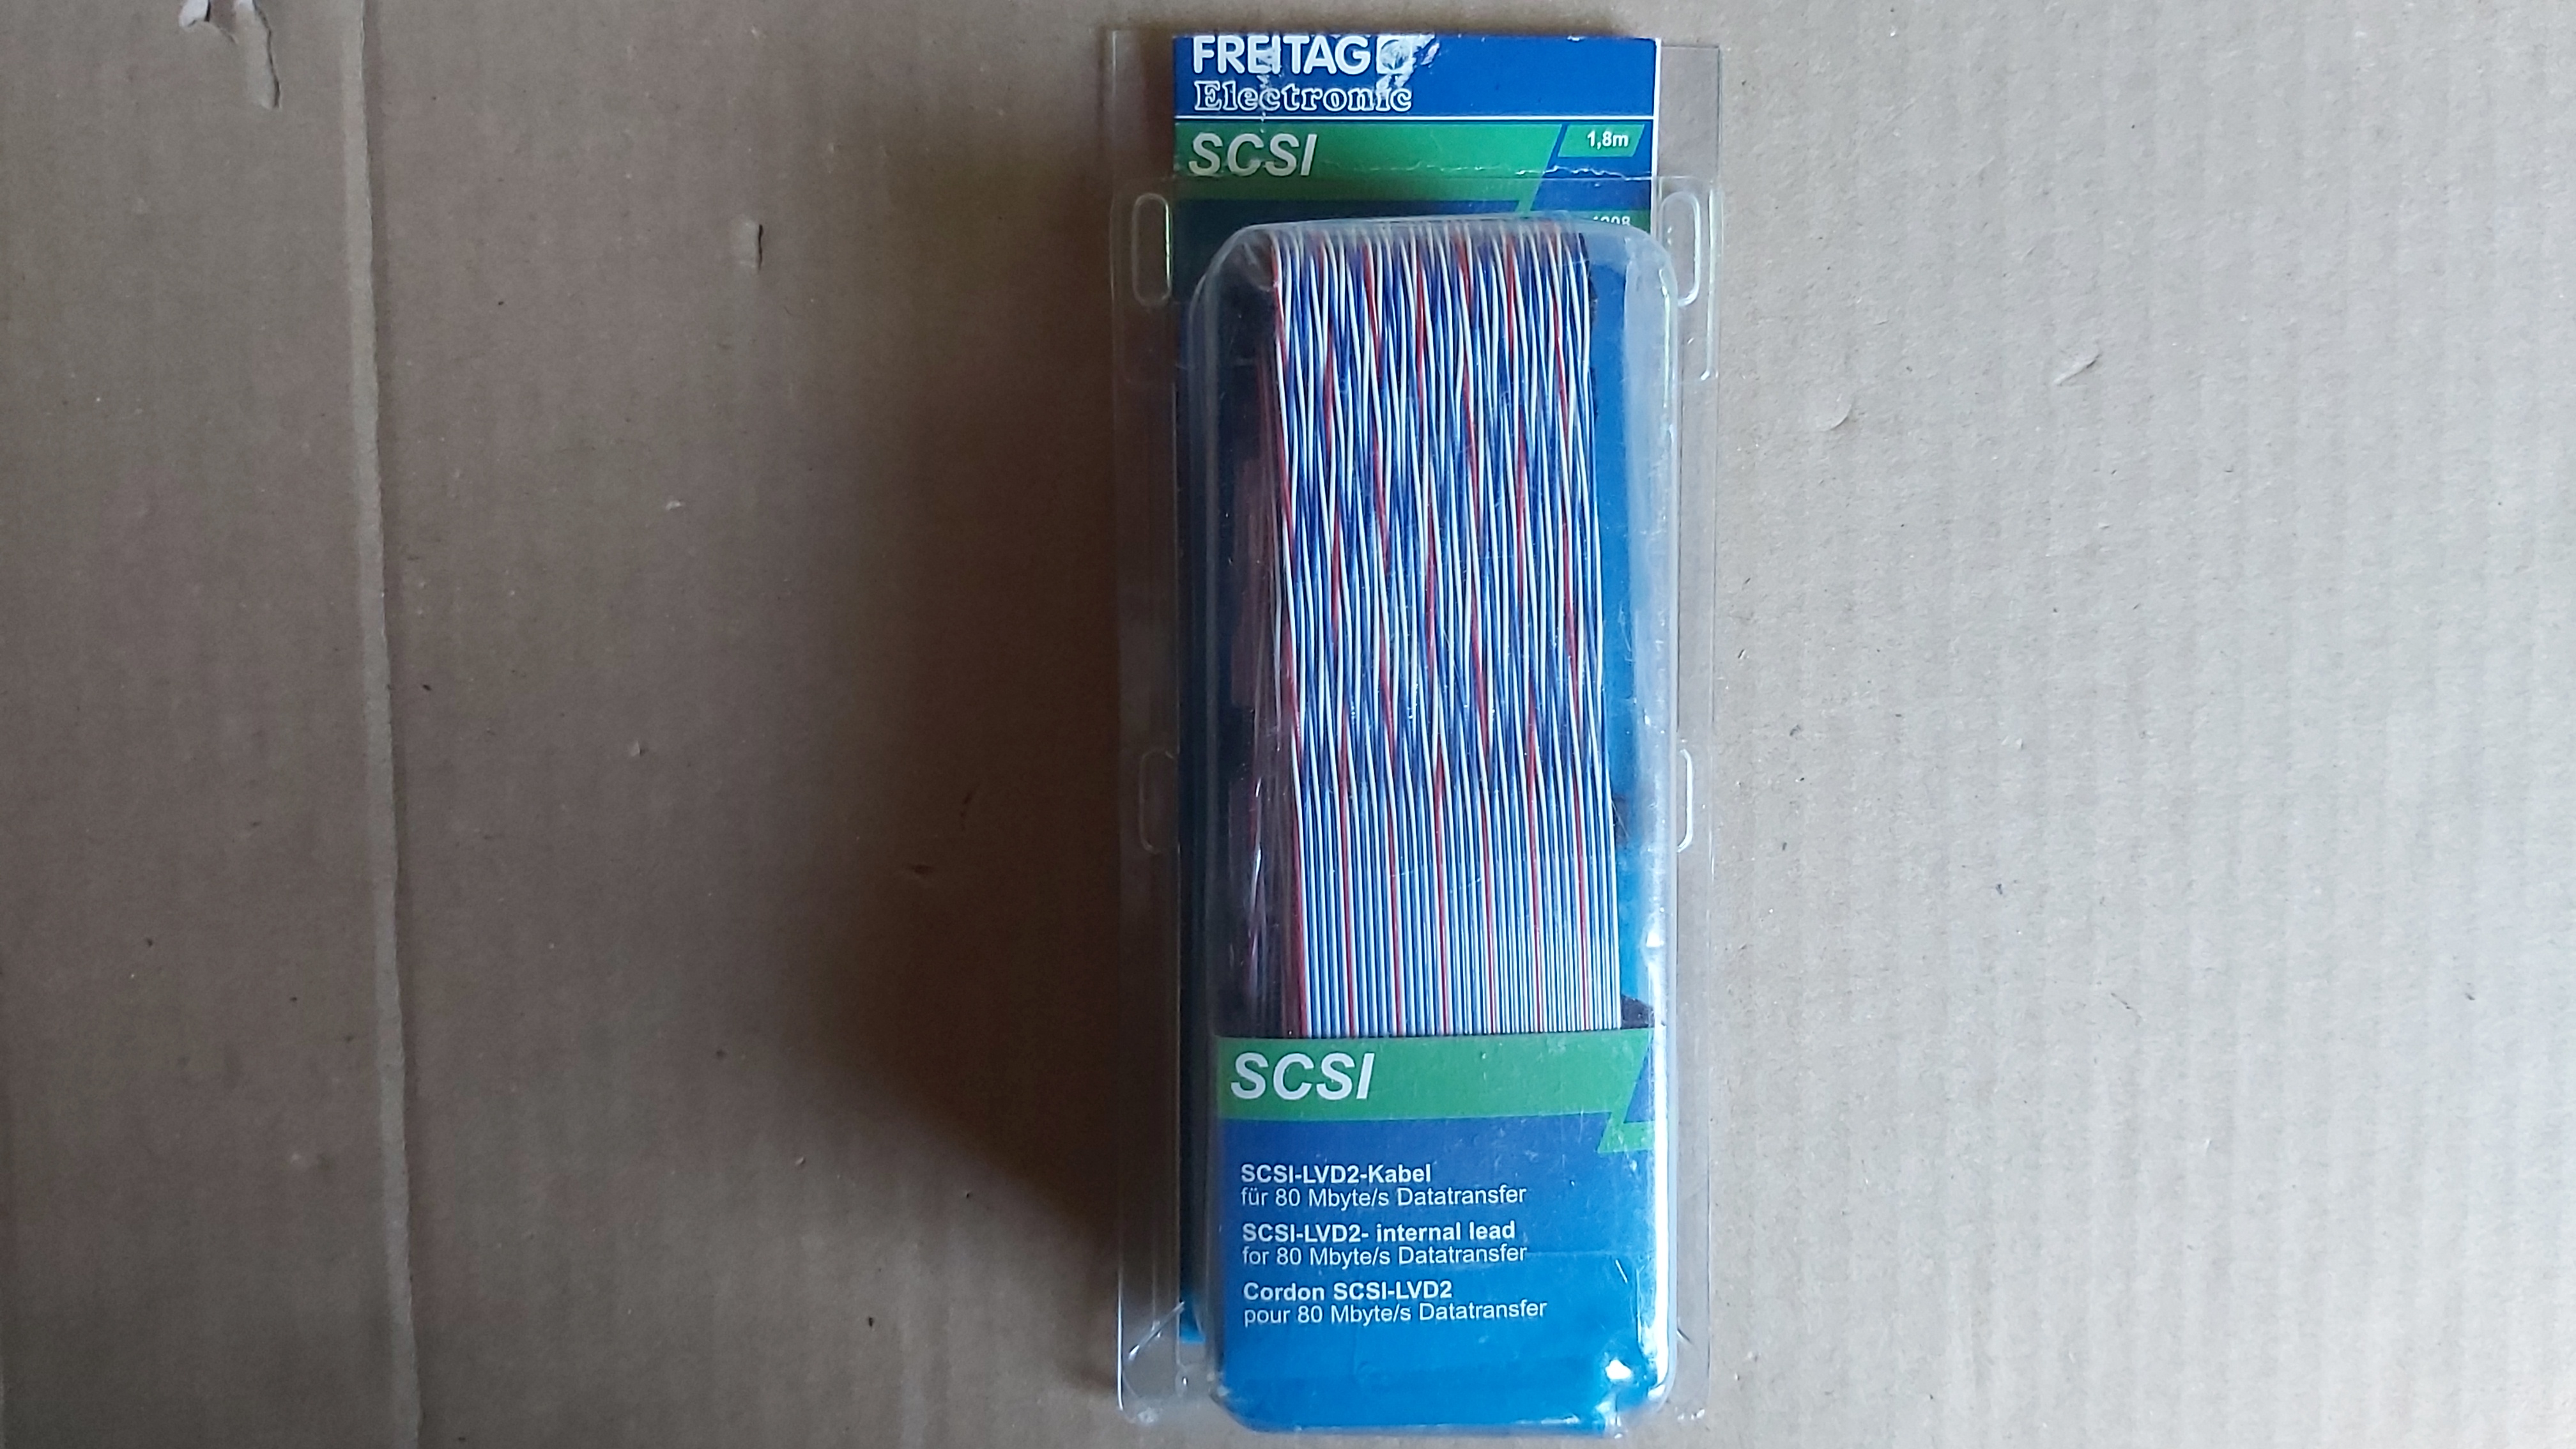 FREITAG
Electronic
SCSI
1,8m
SCSI
SCSI-LVD2-Kabel
für 80 Mbyte/s Datatransfer
SCSI-LVD2- internal lead
for 80 Mbyte/s Datatransfer
Cordon SCSI-LVD2
pour 80 Mbyte/s Datatransfer